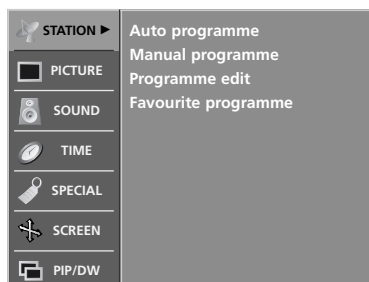 STATION ►
PICTURE
SOUND
TIME
SPECIAL
SCREEN
PIP/DW
Auto programme
Manual programme
Programme edit
Favourite programme